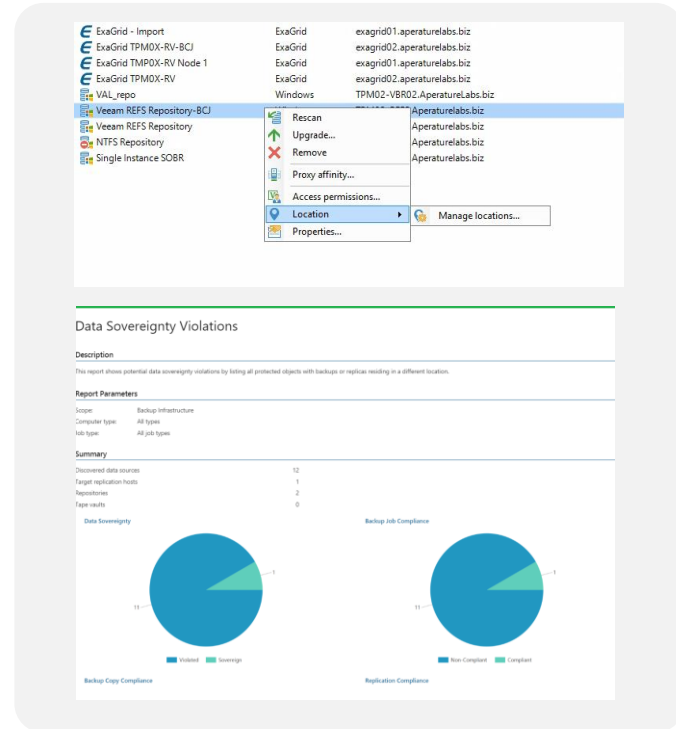 ExaGrid - Import ExaGrid exagrid01.aperaturelabs.biz
ExaGrid TPM0X-RV-BCJ ExaGrid exagrid02.aperaturelabs.biz
ExaGrid TMP0X-RV Node 1 ExaGrid exagrid01.aperaturelabs.biz
ExaGrid TPM0X-RV ExaGrid exagrid02.aperaturelabs.biz
VAL_repo Windows TPM02-VBR02.AperatureLabs.biz
Veeam REFS Repository-BCJ Aperaturelabs.biz
Veeam REFS Repository Aperaturelabs.biz
NTFS Repository Aperaturelabs.biz
Single Instance SOBR Aperaturelabs.biz
Rescan
Upgrade...
Remove
Proxy affinity...
Access permissions...
Location Manage locations...
Properties...
Data Sovereignty Violations
Description
This report shows potential data sovereignty violations by listing all protected objects with backups or replicas residing in a different location.
Report Parameters
Scope: Backup Infrastructure
Computer type: All types
Job type: All job types
Summary
Discovered data sources 12
Target replication hosts 1
Repositories 2
Tape vaults 0
Data Sovereignty Backup Job Compliance
1 1
11 11
Violated Sovereign Non-Compliant Compliant
Backup Copy Compliance Replication Compliance